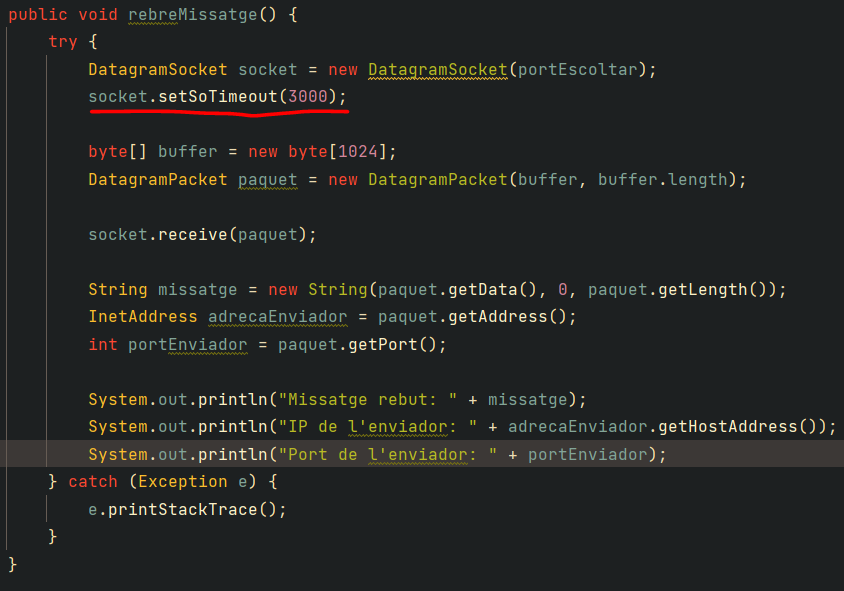 public void rebreMissatge() {
try {
DatagramSocket socket = new DatagramSocket(portEscoltar);
socket.setSoTimeout(3000);
byte[] buffer = new byte[1024];
DatagramPacket paquet = new DatagramPacket(buffer, buffer.length);
socket.receive(paquet);
String missatge = new String(paquet.getData(), 0, paquet.getLength());
InetAddress adrecaEnviador = paquet.getAddress();
int portEnviador = paquet.getPort();
System.out.println("Missatge rebut: " + missatge);
System.out.println("IP de l'enviador: " + adrecaEnviador.getHostAddress());
System.out.println("Port de l'enviador: " + portEnviador);
} catch (Exception e) {
e.printStackTrace();
}
}